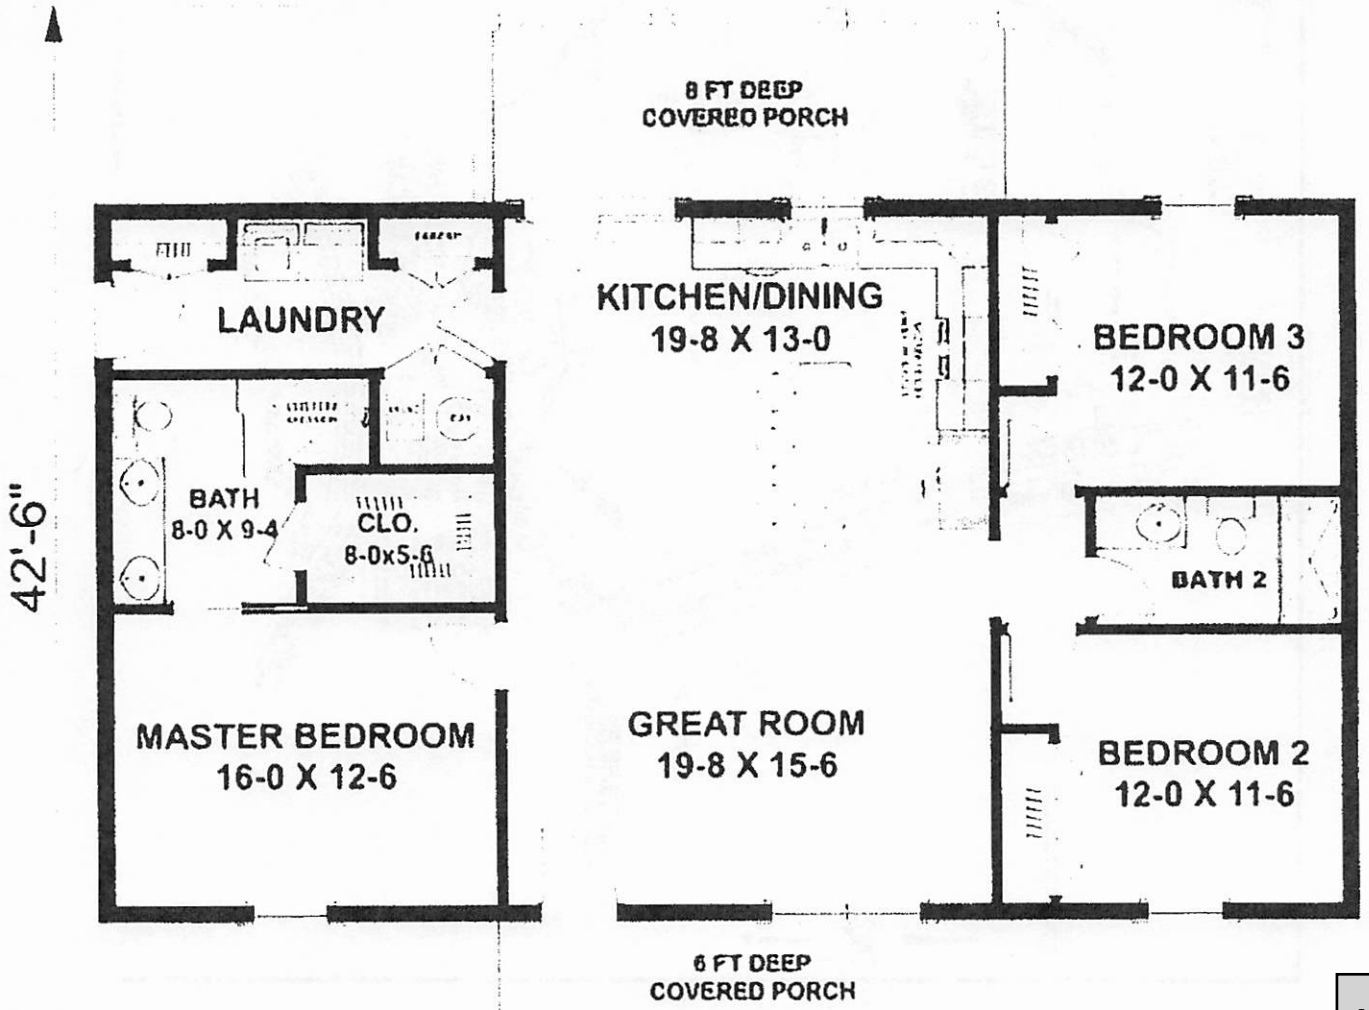 8 FT DEEP
COVERED PORCH
LAUNDRY
KITCHEN/DINING
19-8 X 13-0
BEDROOM 3
12-0 X 11-6
42'-6"
BATH
8-0 X 9-4
CLO.
8-0x5-6
BATH 2
MASTER BEDROOM
16-0 X 12-6
GREAT ROOM
19-8 X 15-6
BEDROOM 2
12-0 X 11-6
6 FT DEEP
COVERED PORCH